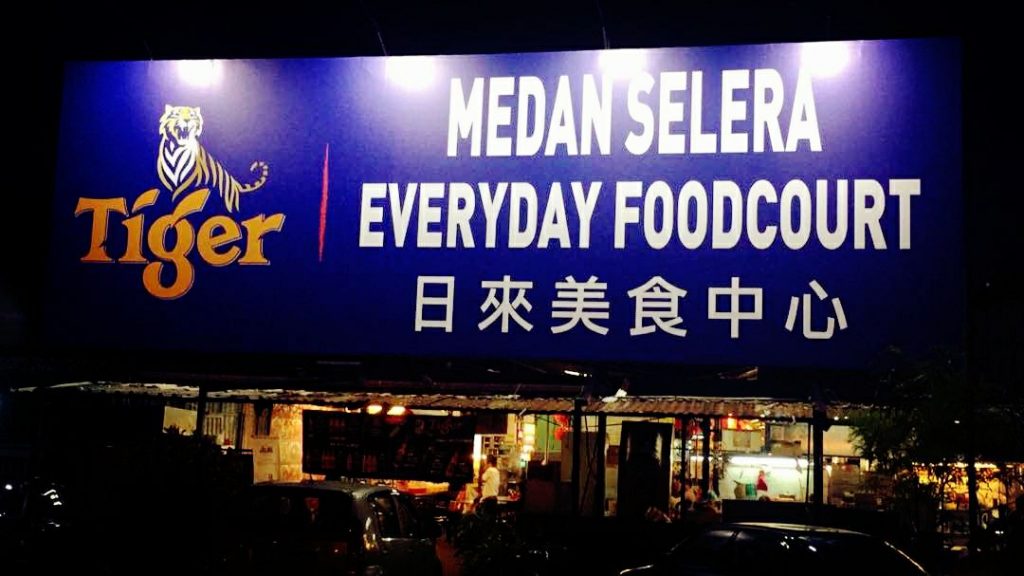 Tiger
MEDAN SELERA
EVERYDAY FOODCOURT
日來美食中心